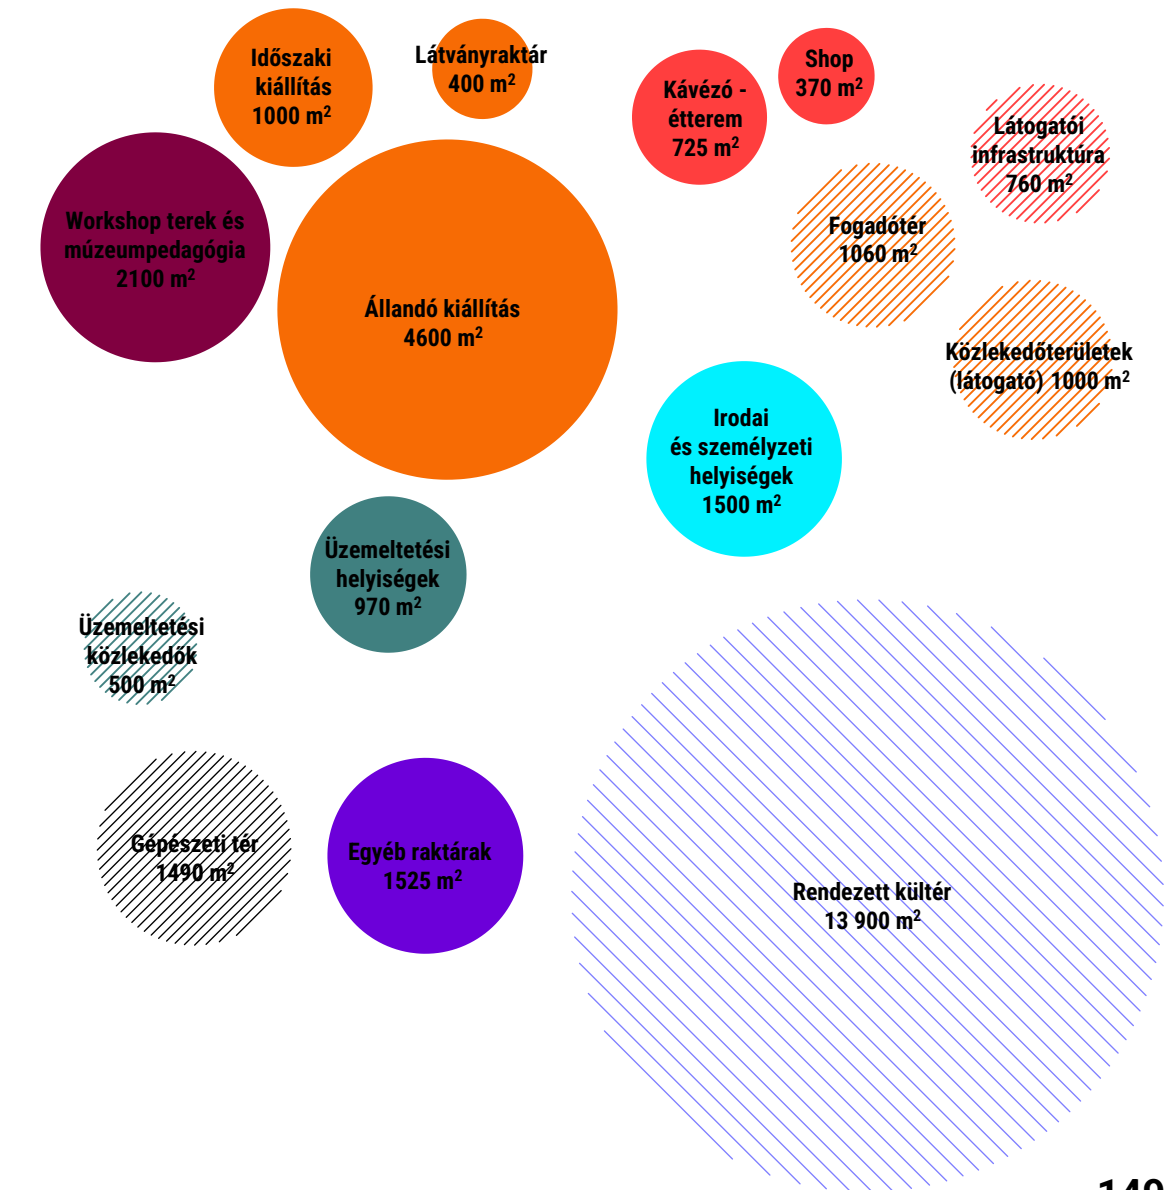 Időszaki
kiállítás
1000 m²
Látványraktár
400 m²
Kávézó -
étterem
725 m²
Shop
370 m²
Látogatói
infrastruktúra
760 m²
Workshop terek és
múzeumpedagógia
2100 m²
Állandó kiállítás
4600 m²
Fogadótér
1060 m²
Közlekedőterületek
(látogató) 1000 m²
Irodai
és személyzeti
helyiségek
1500 m²
Üzemeltetési
helyiségek
970 m²
Üzemeltetési
közlekedők
500 m²
Gépészeti tér
1490 m²
Egyéb raktárak
1525 m²
Rendezett kültér
13 900 m²